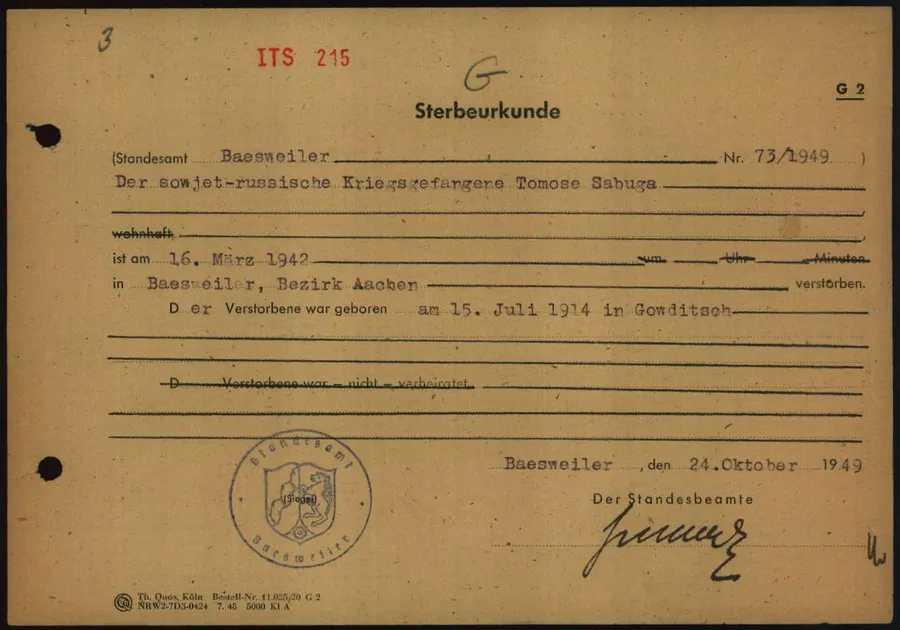 3
ITS 215
G
G 2
Sterbeurkunde
(Standesamt Baesweiler Nr. 73/1949 )
Der sowjet-russische Kriegsgefangene Tomose Sabuga
wohnhaft
ist am 16. März 1942 um Uhr Minuten
in Baesweiler, Bezirk Aachen verstorben.
D er Verstorbene war geboren am 15. Juli 1914 in Gowditsch
D Verstorbene war – nicht – verheiratet
Baesweiler , den 24.Oktober 1949
Der Standesbeamte
Standesamt
(Siegel)
Baesweiler
Th. Quos, Köln Bestell-Nr. 11.025/20 G 2
NRW2-7D3-0424 7. 48 5000 Kl A